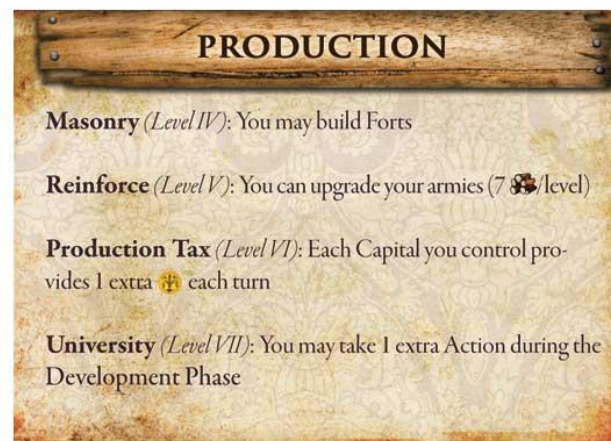 PRODUCTION
Masonry (Level IV): You may build Forts
Reinforce (Level V): You can upgrade your armies (7 /level)
Production Tax (Level VI): Each Capital you control pro-
vides 1 extra each turn
University (Level VII): You may take 1 extra Action during the
Development Phase